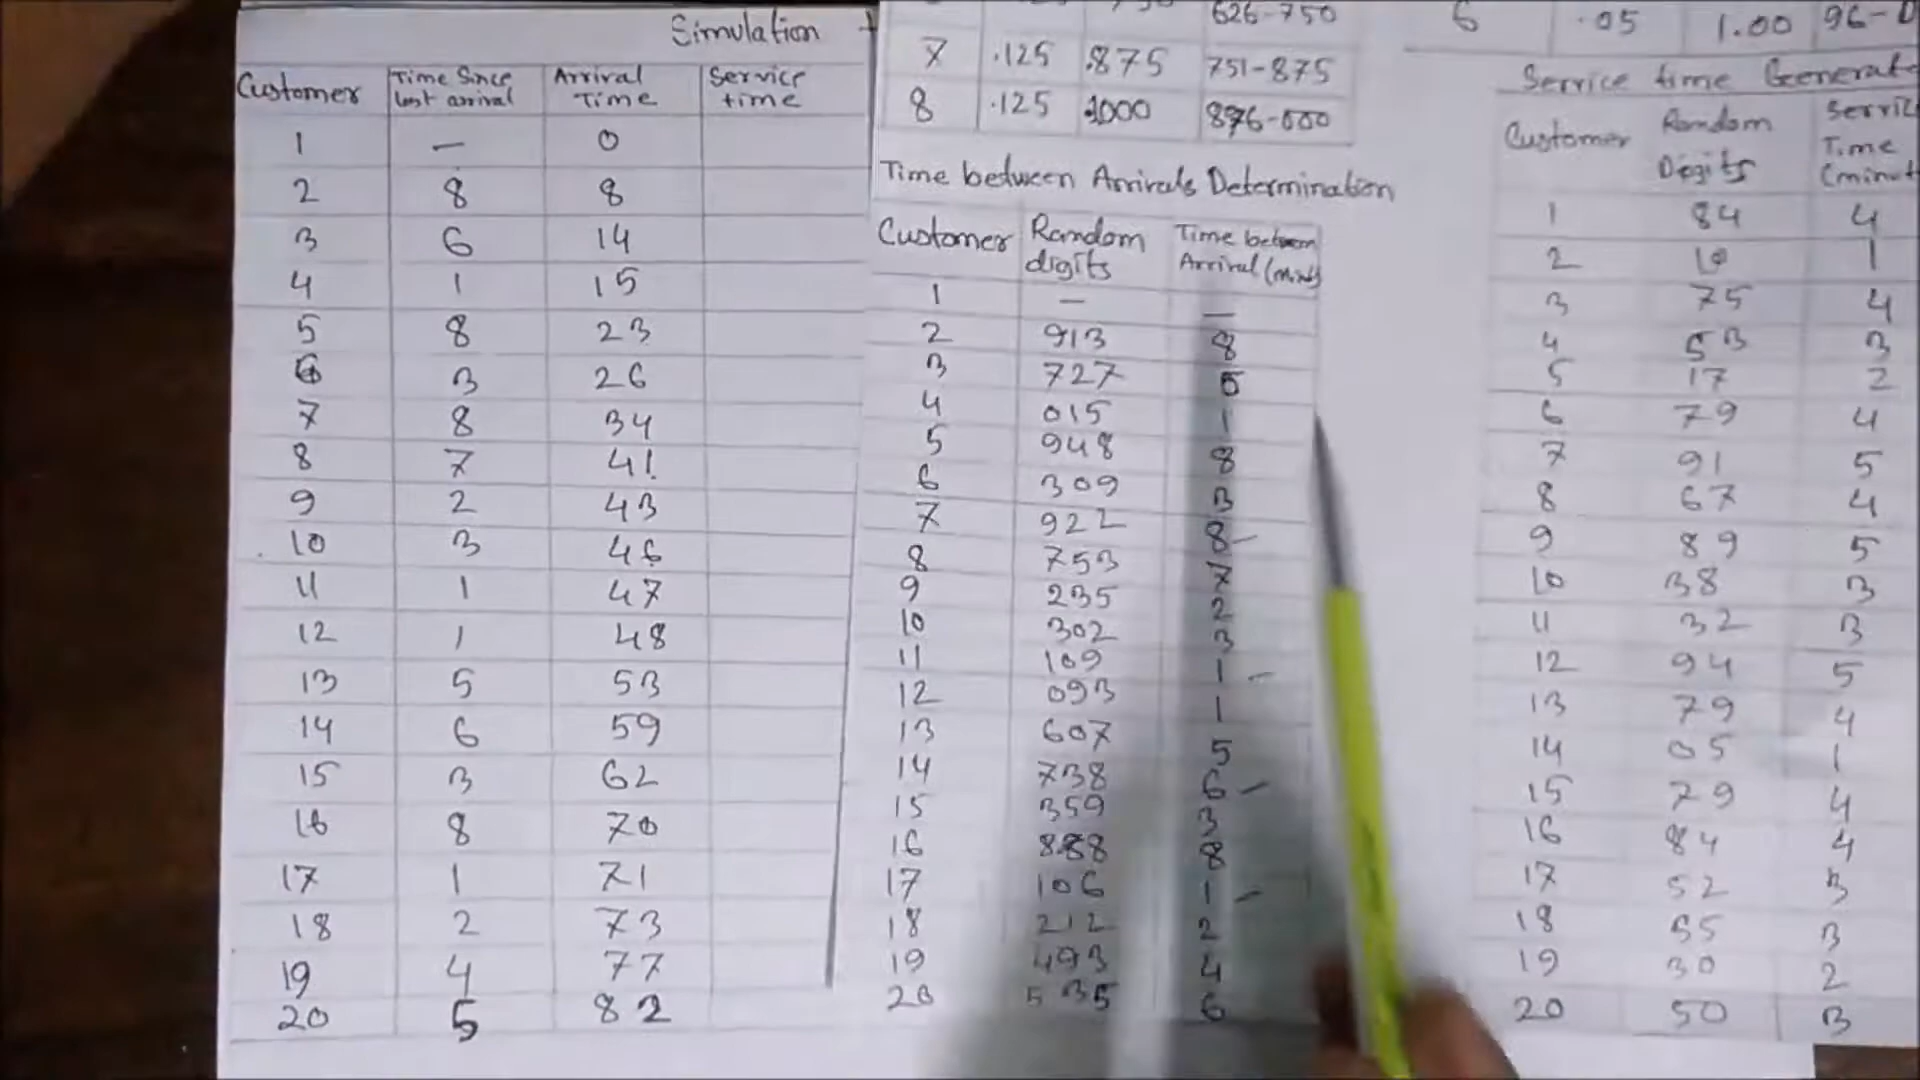 Simulation
Customer Time Since last arrival Arrival Time Service time
1 — 0
2 8 8
3 6 14
4 1 15
5 8 23
6 3 26
7 8 34
8 7 41
9 2 43
10 3 46
11 1 47
12 1 48
13 5 53
14 6 59
15 3 62
16 8 70
17 1 71
18 2 73
19 4 77
20 5 82
626-750
7 .125 .875 751-875
8 .125 1000 876-000
Time between Arrivals Determination
Customer Random digits Time between Arrival
1 — —
2 913 8
3 727 6
4 015 1
5 948 8
6 309 3
7 922 8
8 753 7
9 235 2
10 302 3
11 109 1
12 093 1
13 607 5
14 738 6
15 359 3
16 888 8
17 106 1
18 212 2
19 493 4
20 535 6
6 .05 1.00 96-0
Service time Generat
Customer Random Digits Servic Time (minut
1 84 4
2 10 1
3 75 4
4 53 3
5 17 2
6 79 4
7 91 5
8 67 4
9 89 5
10 38 3
11 32 3
12 94 5
13 79 4
14 05 1
15 79 4
16 84 4
17 52 3
18 55 3
19 30 2
20 50 3